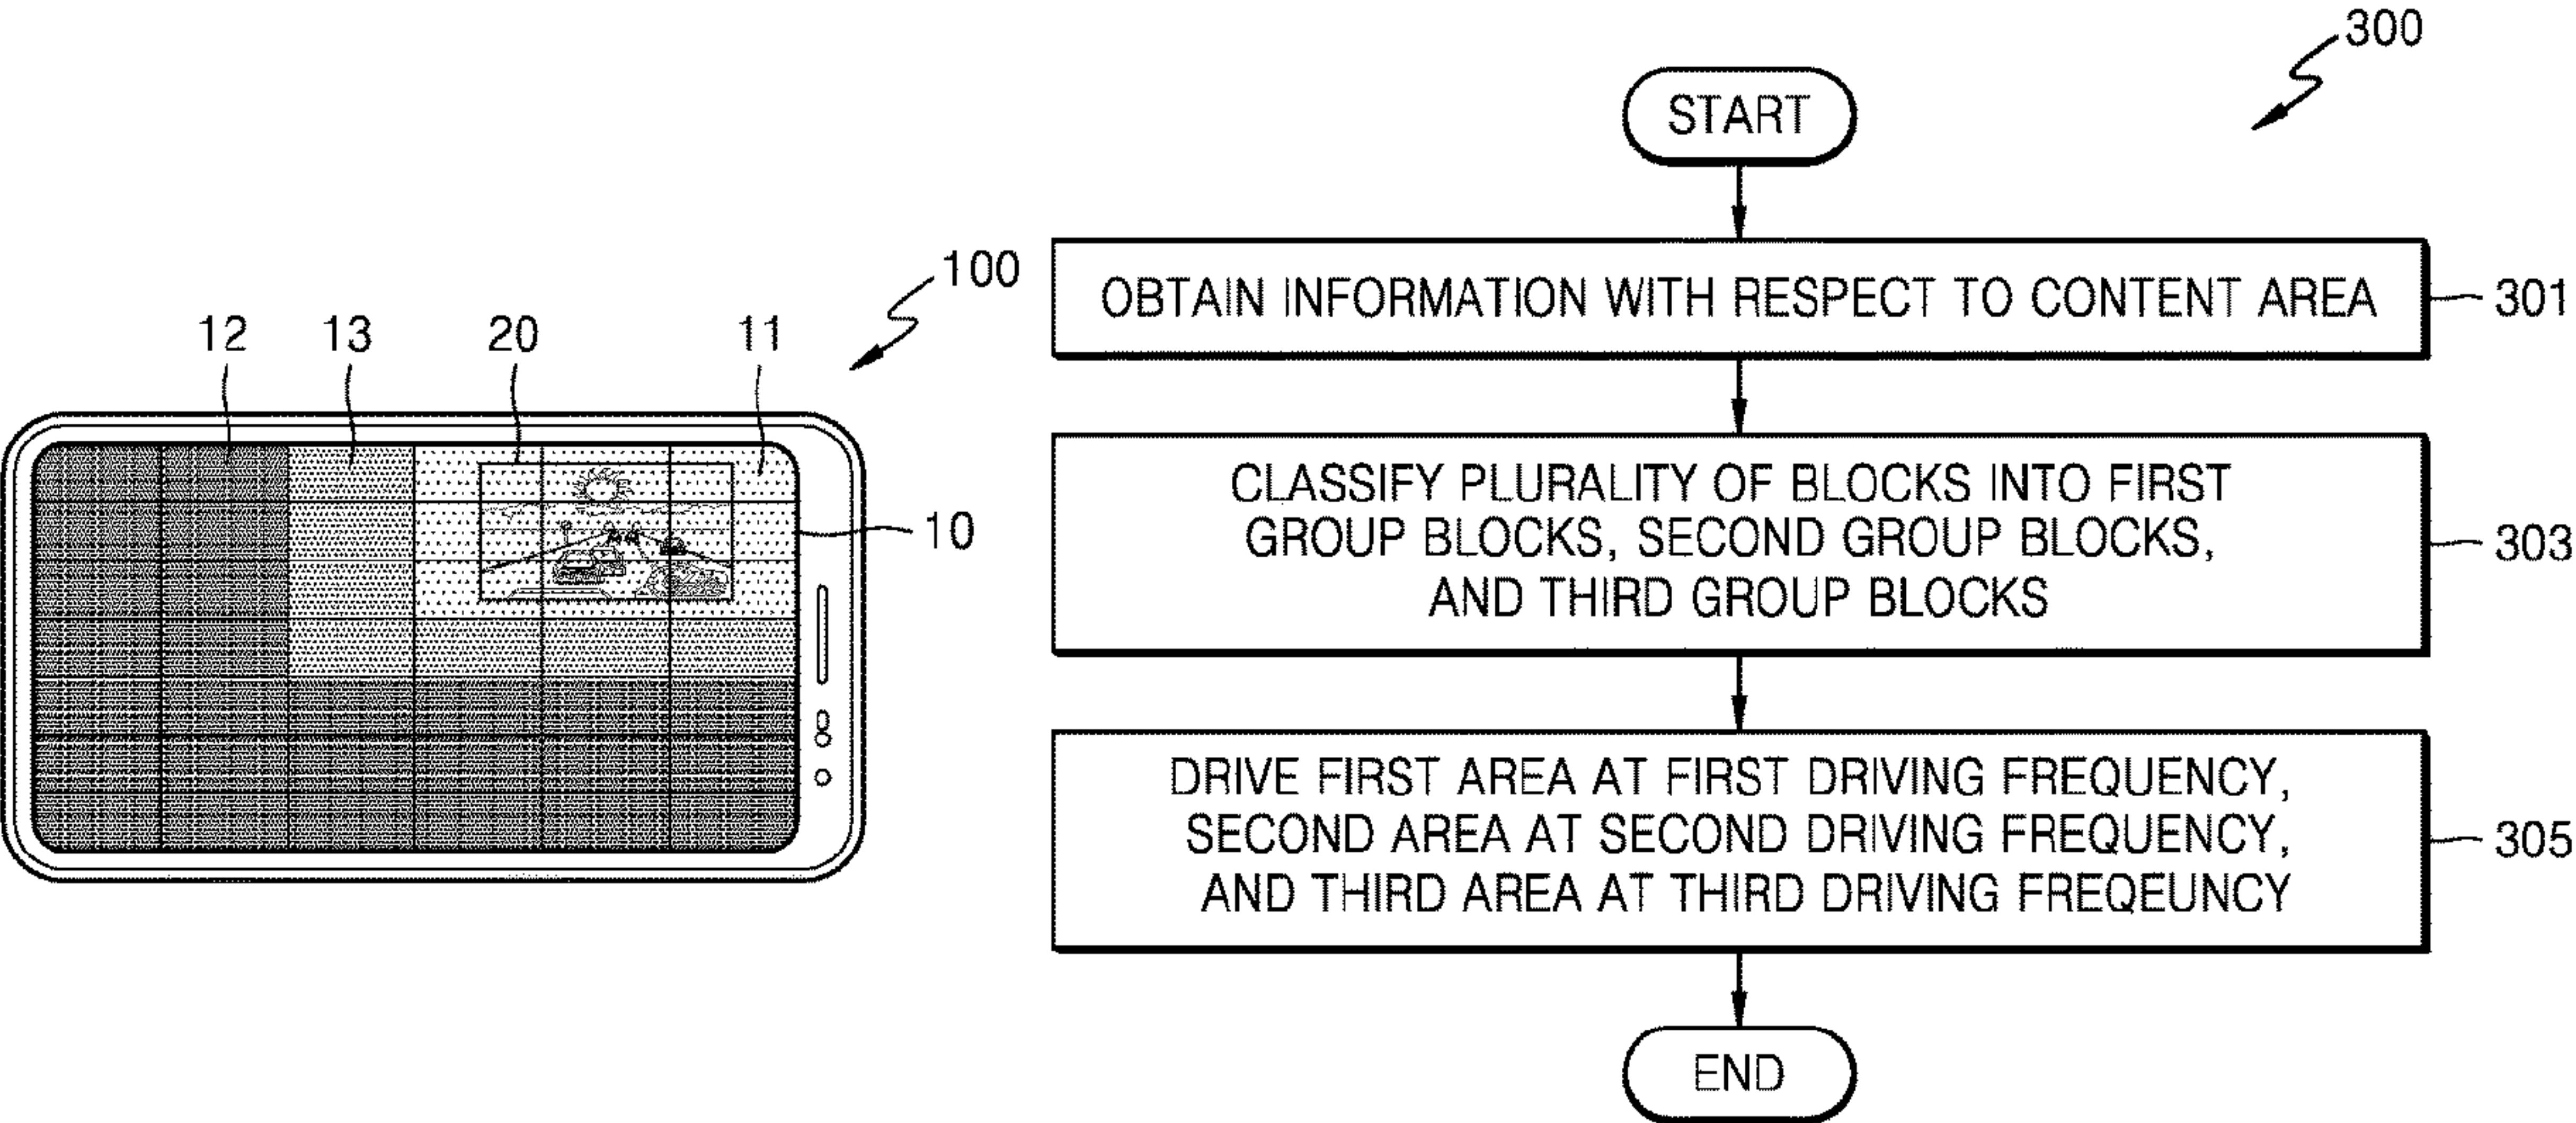 100
12 13 20 11
10
300
START
OBTAIN INFORMATION WITH RESPECT TO CONTENT AREA
301
CLASSIFY PLURALITY OF BLOCKS INTO FIRST
GROUP BLOCKS, SECOND GROUP BLOCKS,
AND THIRD GROUP BLOCKS
303
DRIVE FIRST AREA AT FIRST DRIVING FREQUENCY,
SECOND AREA AT SECOND DRIVING FREQUENCY,
AND THIRD AREA AT THIRD DRIVING FREQEUNCY
305
END